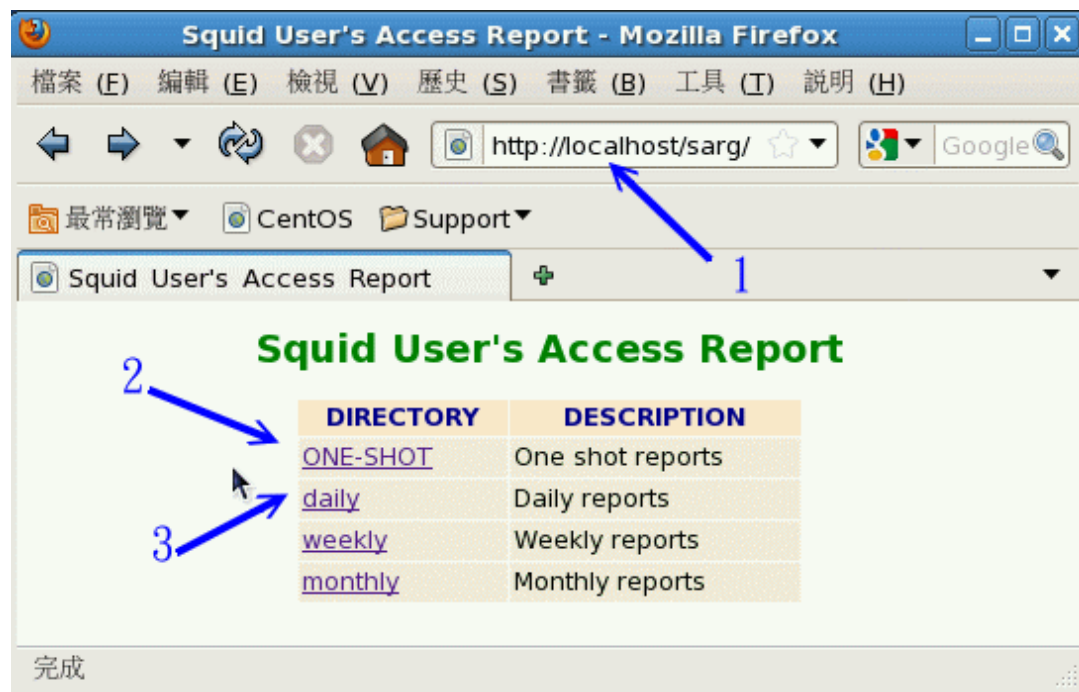 Squid User's Access Report - Mozilla Firefox
檔案 (F) 編輯 (E) 檢視 (V) 歷史 (S) 書籤 (B) 工具 (T) 説明 (H)
http://localhost/sarg/ Google
最常瀏覽 CentOS Support
Squid User's Access Report
1
Squid User's Access Report
2
DIRECTORY DESCRIPTION
ONE-SHOT One shot reports
daily Daily reports
3
weekly Weekly reports
monthly Monthly reports
完成